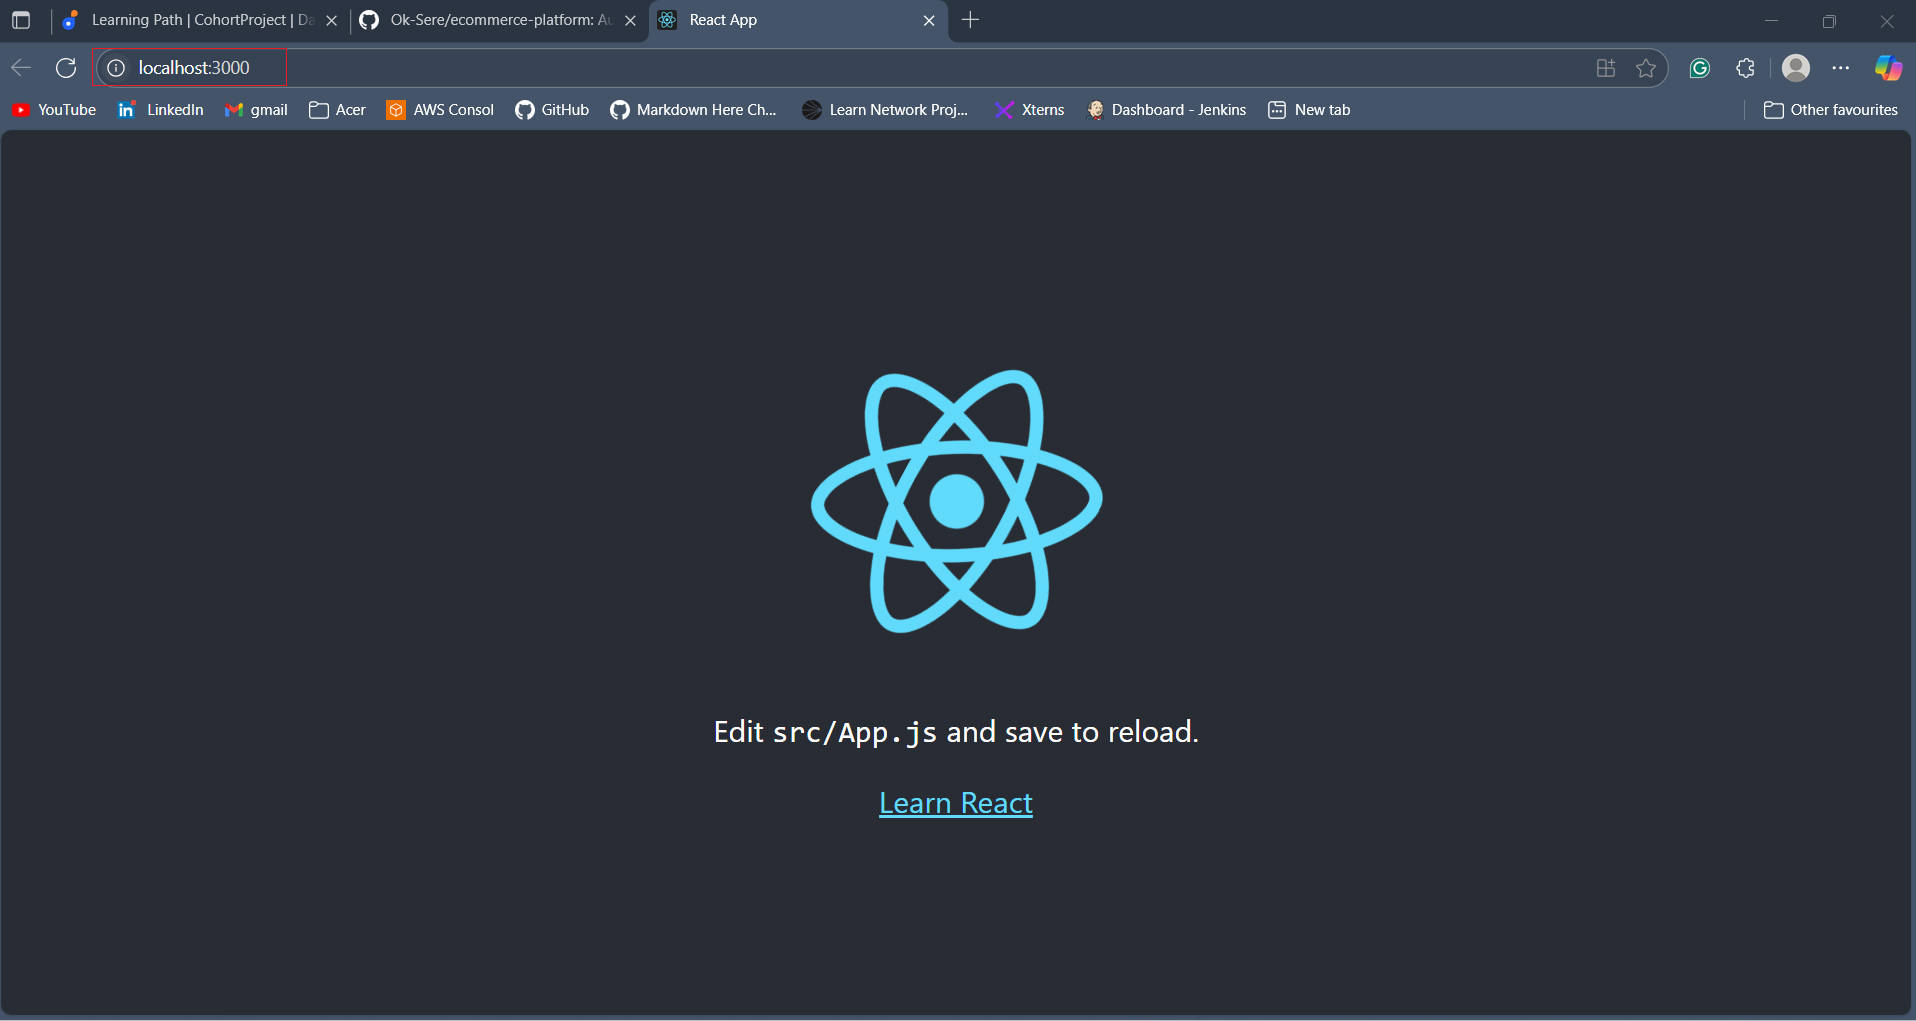 Learning Path | CohortProject | Da
Ok-Sere/ecommerce-platform: Au
React App
localhost:3000
YouTube
LinkedIn
gmail
Acer
AWS Consol
GitHub
Markdown Here Ch...
Learn Network Proj...
Xterns
Dashboard - Jenkins
New tab
Other favourites
Edit src/App.js and save to reload.
Learn React